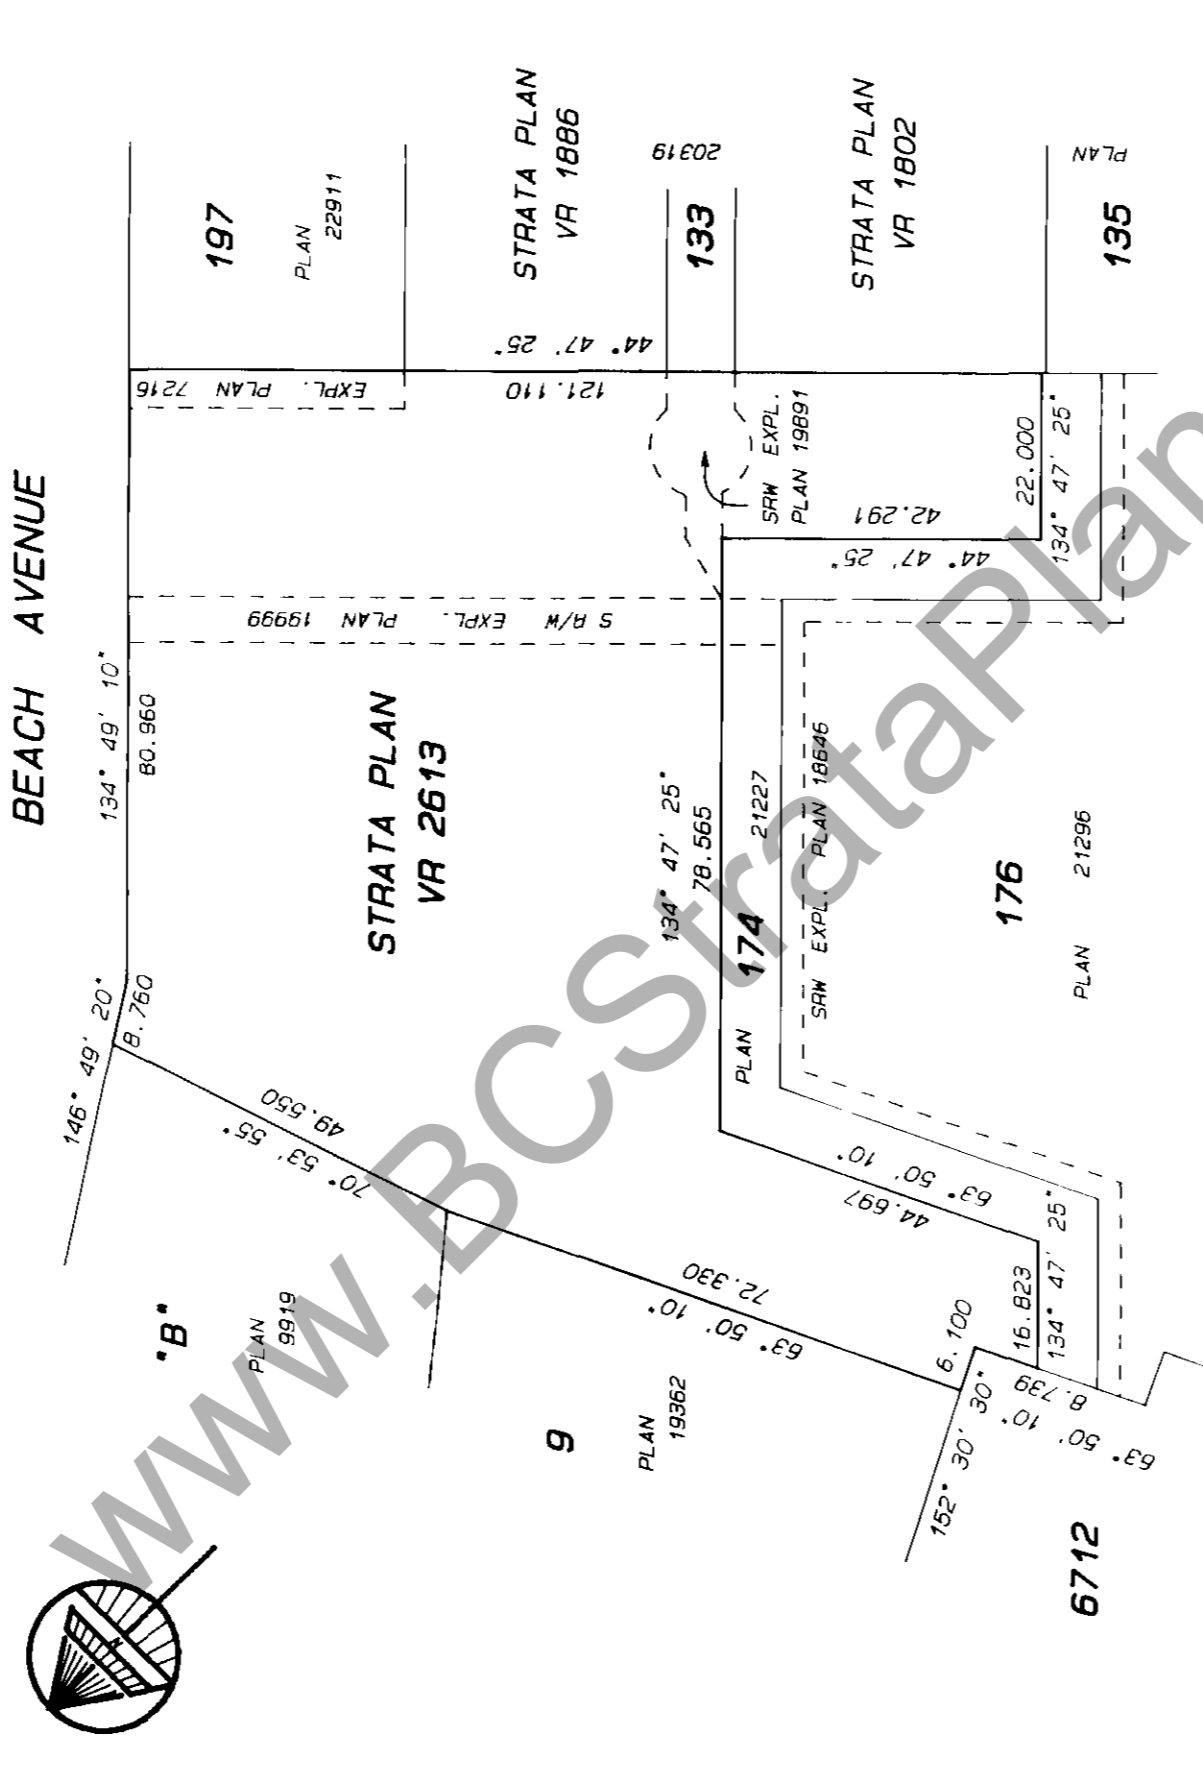 BEACH AVENUE
146° 49' 20"
8.760
134° 49' 10"
80.960
"B"
PLAN
9919
70° 53' 55"
49.550
STRATA PLAN
VR 2613
S R/W EXPL. PLAN 19999
EXPL. PLAN 7216
197
PLAN
22911
44° 47' 25"
121.110
STRATA PLAN
VR 1886
133
20319
SRW EXPL.
PLAN 19891
STRATA PLAN
VR 1802
42.291
44° 47' 25"
22.000
134° 47' 25"
135
PLAN
9
PLAN
19362
63° 50' 10"
72.330
134° 47' 25"
78.565
PLAN 174 21227
SRW EXPL. PLAN 18646
176
PLAN 21296
44.697
63° 50' 10"
6.100
16.823
134° 47' 25"
8.739
63° 50' 10"
152° 30' 30"
6712
www.BCStrataPlan